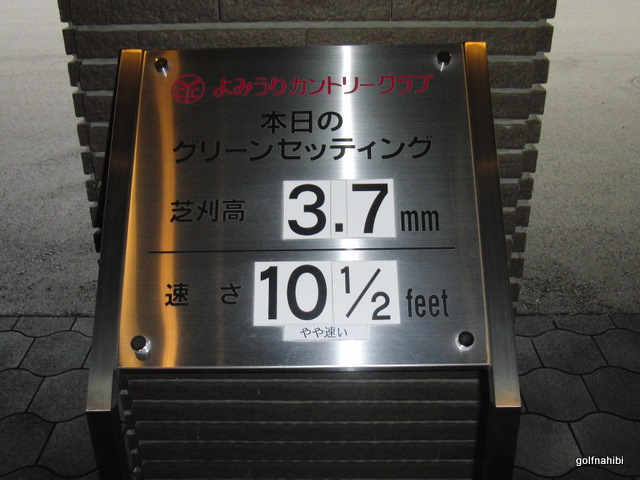 よみうりカントリークラブ
本日の
グリーンセッティング
芝刈高 3.7 mm
速さ 10 1/2 feet
やや速い
golfnahibi